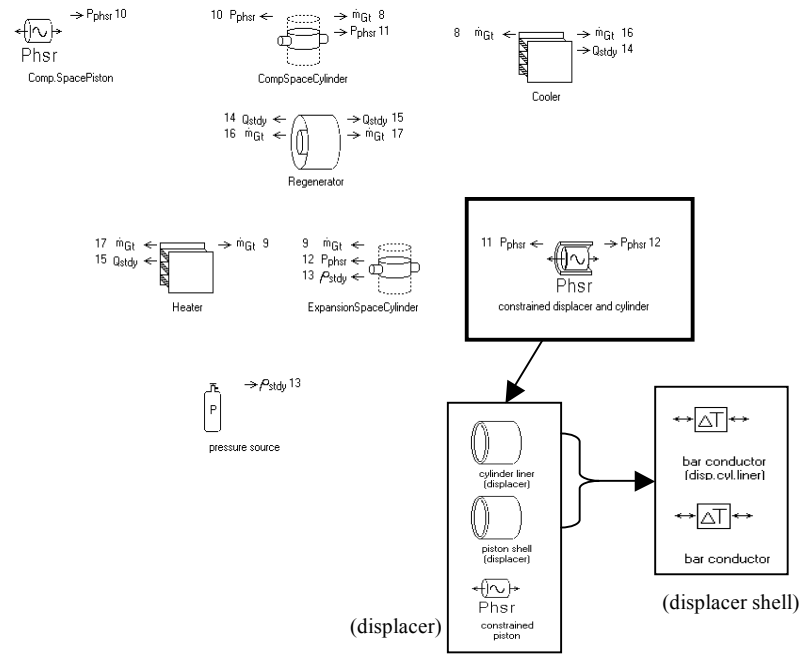 Pphsr 10
Phsr
Comp.SpacePiston
10 Pphsr
ṁGt 8
Pphsr 11
CompSpaceCylinder
8 ṁGt
ṁGt 16
Qstdy 14
Cooler
14 Qstdy
16 ṁGt
Qstdy 15
ṁGt 17
Regenerator
17 ṁGt
15 Qstdy
ṁGt 9
Heater
9 ṁGt
12 Pphsr
13 ρstdy
ExpansionSpaceCylinder
11 Pphsr
Pphsr 12
Phsr
constrained displacer and cylinder
ρstdy 13
P
pressure source
cylinder liner
(displacer)
piston shell
(displacer)
Phsr
constrained
piston
(displacer)
ΔT
bar conductor
(disp.cyl.liner)
ΔT
bar conductor
(displacer shell)